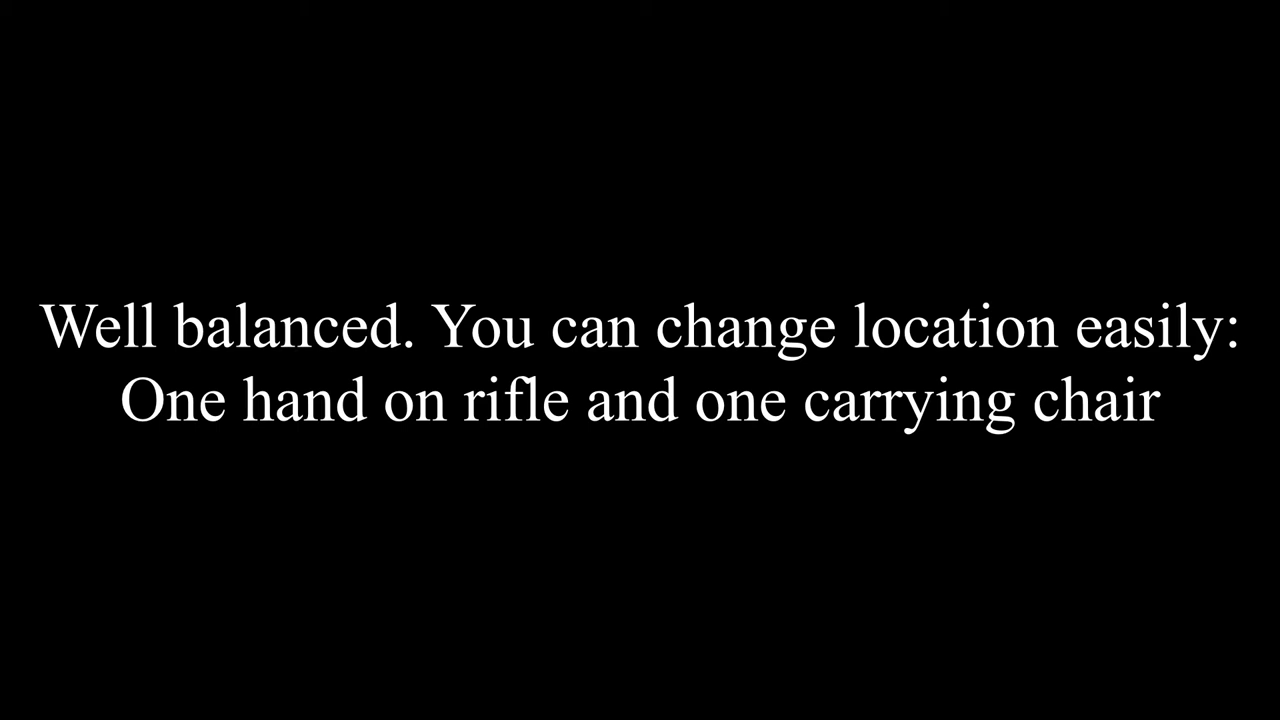 Well balanced. You can change location easily:
One hand on rifle and one carrying chair